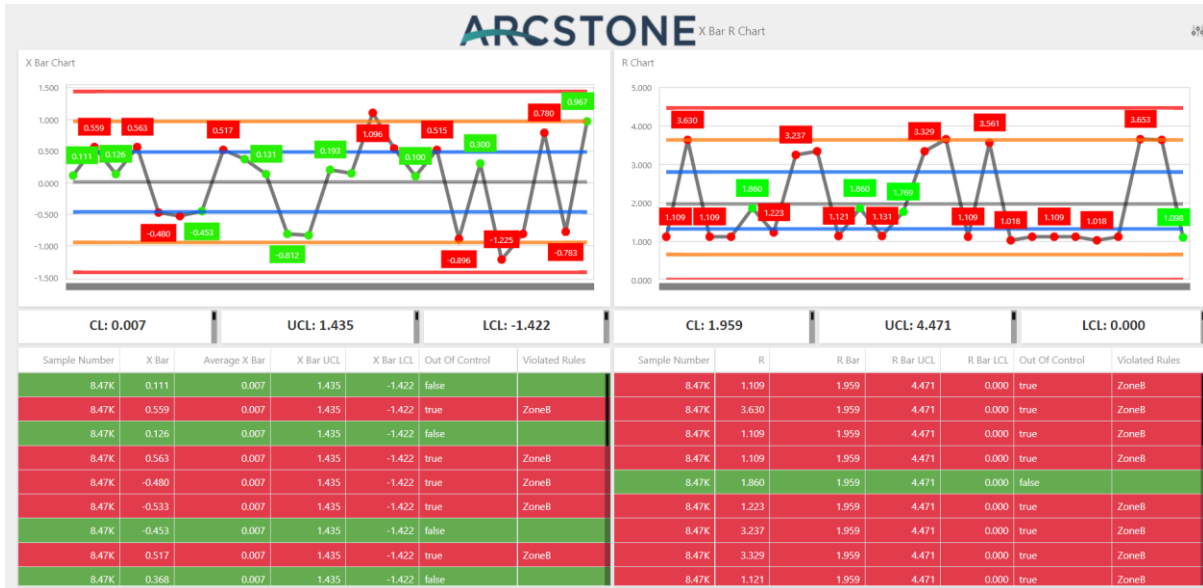 ARCSTONE X Bar R Chart
X Bar Chart
1.500
1.000
0.500
0.000
-0.500
-1.000
-1.500
0.111
0.559
0.126
0.563
-0.480
-0.453
0.517
0.131
-0.812
0.193
1.096
0.100
0.515
-0.896
0.300
-1.225
0.780
-0.783
0.967
R Chart
5.000
4.000
3.000
2.000
1.000
0.000
1.109
3.630
1.109
1.860
1.223
3.237
1.121
1.860
1.131
1.769
3.329
1.109
3.561
1.018
1.109
1.018
3.653
1.098
CL: 0.007 UCL: 1.435 LCL: -1.422 CL: 1.959 UCL: 4.471 LCL: 0.000
Sample Number X Bar Average X Bar X Bar UCL X Bar LCL Out Of Control Violated Rules
8.47K 0.111 0.007 1.435 -1.422 false
8.47K 0.559 0.007 1.435 -1.422 true ZoneB
8.47K 0.126 0.007 1.435 -1.422 false
8.47K 0.563 0.007 1.435 -1.422 true ZoneB
8.47K -0.480 0.007 1.435 -1.422 true ZoneB
8.47K -0.533 0.007 1.435 -1.422 true ZoneB
8.47K -0.453 0.007 1.435 -1.422 false
8.47K 0.517 0.007 1.435 -1.422 true ZoneB
8.47K 0.368 0.007 1.435 -1.422 false
Sample Number R R Bar R Bar UCL R Bar LCL Out Of Control Violated Rules
8.47K 1.109 1.959 4.471 0.000 true ZoneB
8.47K 3.630 1.959 4.471 0.000 true ZoneB
8.47K 1.109 1.959 4.471 0.000 true ZoneB
8.47K 1.109 1.959 4.471 0.000 true ZoneB
8.47K 1.860 1.959 4.471 0.000 false
8.47K 1.223 1.959 4.471 0.000 true ZoneB
8.47K 3.237 1.959 4.471 0.000 true ZoneB
8.47K 3.329 1.959 4.471 0.000 true ZoneB
8.47K 1.121 1.959 4.471 0.000 true ZoneB